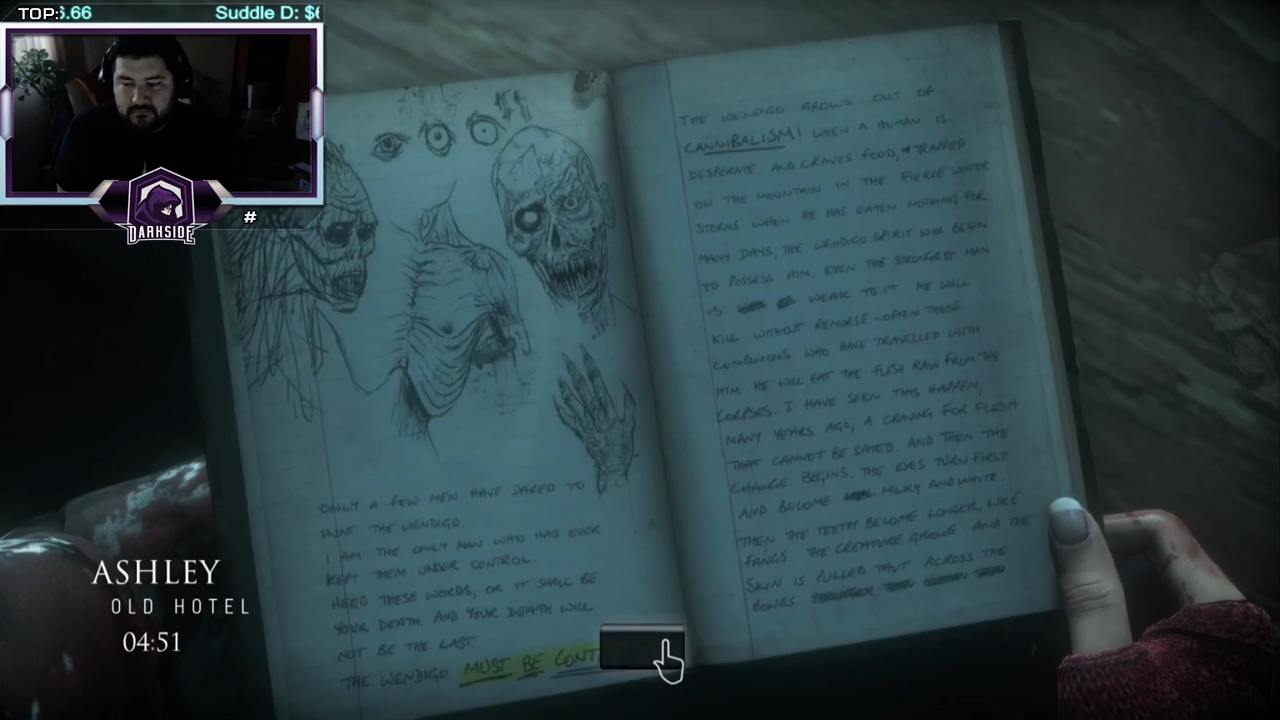 TOP:
5.66
Suddle D: $6
DARKSIDE
#
ONLY A FEW MEN HAVE DARED TO
HUNT THE WENDIGO.
I AM THE ONLY MAN WHO HAS EVER
KEPT THEM UNDER CONTROL.
HEED THESE WORDS, OR IT SHALL BE
YOUR DEATH. AND YOUR DEATH WILL
NOT BE THE LAST.
THE WENDIGO MUST BE CONT
THE WENDIGO GROWS OUT OF
CANNIBALISM! WHEN A HUMAN IS
DESPERATE AND CRAVES FOOD, TRAPPED
ON THE MOUNTAIN IN THE FIERCE WINTER
STORMS WHEN HE HAS EATEN NOTHING FOR
MANY DAYS, THE WENDIGO SPIRIT WILL BEGIN
TO POSSESS HIM. EVEN THE STRONGEST MAN
IS WEAK TO IT HE WILL
KILL WITHOUT REMORSE - OFTEN THOSE
COMPANIONS WHO HAVE TRAVELLED WITH
HIM HE WILL EAT THE FLESH RAW FROM THE
CORPSES. I HAVE SEEN THIS HAPPEN,
MANY YEARS AGO, A CRAVING FOR FLESH
THAT CANNOT BE SATED. AND THEN THE
CHANGE BEGINS. THE EYES TURN FIRST
AND BECOME MILKY AND WHITE.
THEN THE TEETH BECOME LONGER, LIKE
FANGS THE CREATURE GROWS AND THE
SKIN IS PULLED TAUT ACROSS THE
BONES.
ASHLEY
OLD HOTEL
04:51